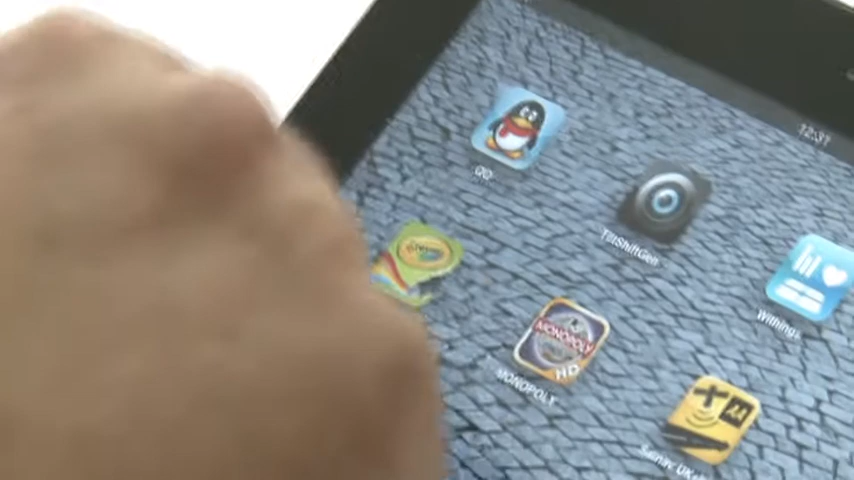 12:31
QQ
TiltShiftGen
Withings
MONOPOLY
HD
MONOPOLY